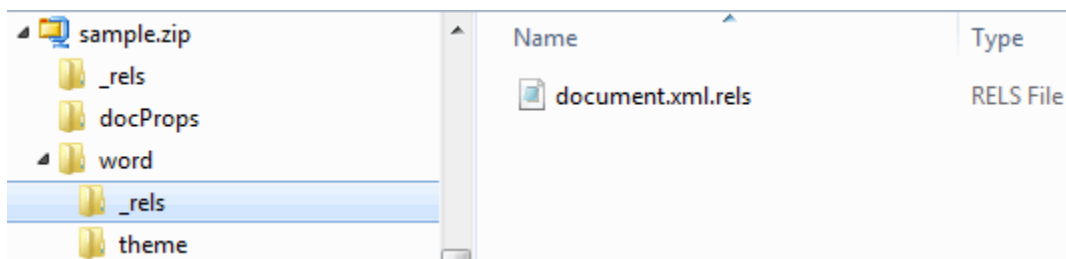 sample.zip
_rels
docProps
word
_rels
theme
Name Type
document.xml.rels RELS File